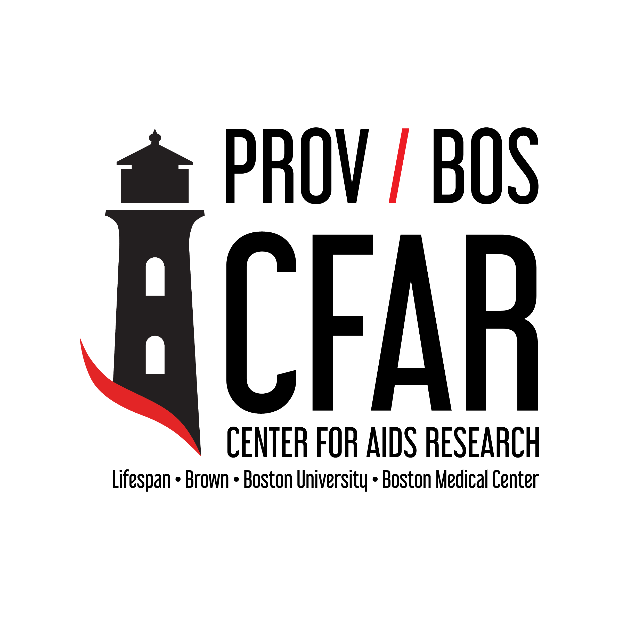 PROV / BOS
CFAR
CENTER FOR AIDS RESEARCH
Lifespan • Brown • Boston University • Boston Medical Center